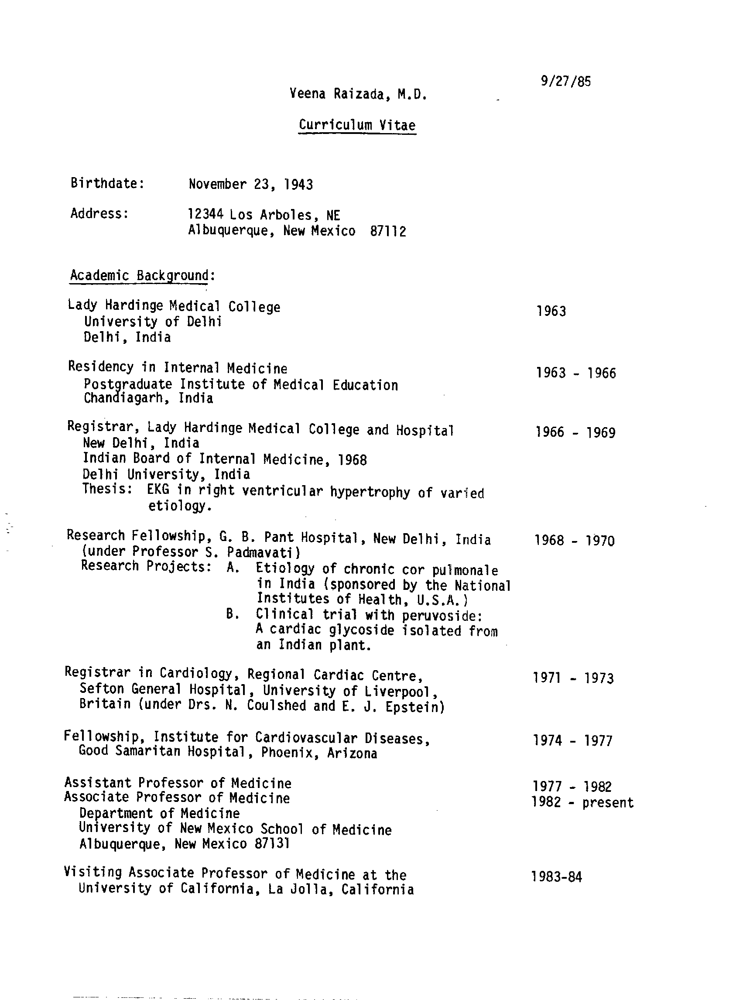 9/27/85
Veena Raizada, M.D.
Curriculum Vitae
Birthdate: November 23, 1943
Address: 12344 Los Arboles, NE
Albuquerque, New Mexico 87112
Academic Background:
Lady Hardinge Medical College 1963
University of Delhi
Delhi, India
Residency in Internal Medicine 1963 - 1966
Postgraduate Institute of Medical Education
Chandiagarh, India
Registrar, Lady Hardinge Medical College and Hospital 1966 - 1969
New Delhi, India
Indian Board of Internal Medicine, 1968
Delhi University, India
Thesis: EKG in right ventricular hypertrophy of varied
etiology.
Research Fellowship, G. B. Pant Hospital, New Delhi, India 1968 - 1970
(under Professor S. Padmavati)
Research Projects: A. Etiology of chronic cor pulmonale
in India (sponsored by the National
Institutes of Health, U.S.A.)
B. Clinical trial with peruvoside:
A cardiac glycoside isolated from
an Indian plant.
Registrar in Cardiology, Regional Cardiac Centre, 1971 - 1973
Sefton General Hospital, University of Liverpool,
Britain (under Drs. N. Coulshed and E. J. Epstein)
Fellowship, Institute for Cardiovascular Diseases, 1974 - 1977
Good Samaritan Hospital, Phoenix, Arizona
Assistant Professor of Medicine 1977 - 1982
Associate Professor of Medicine 1982 - present
Department of Medicine
University of New Mexico School of Medicine
Albuquerque, New Mexico 87131
Visiting Associate Professor of Medicine at the 1983-84
University of California, La Jolla, California